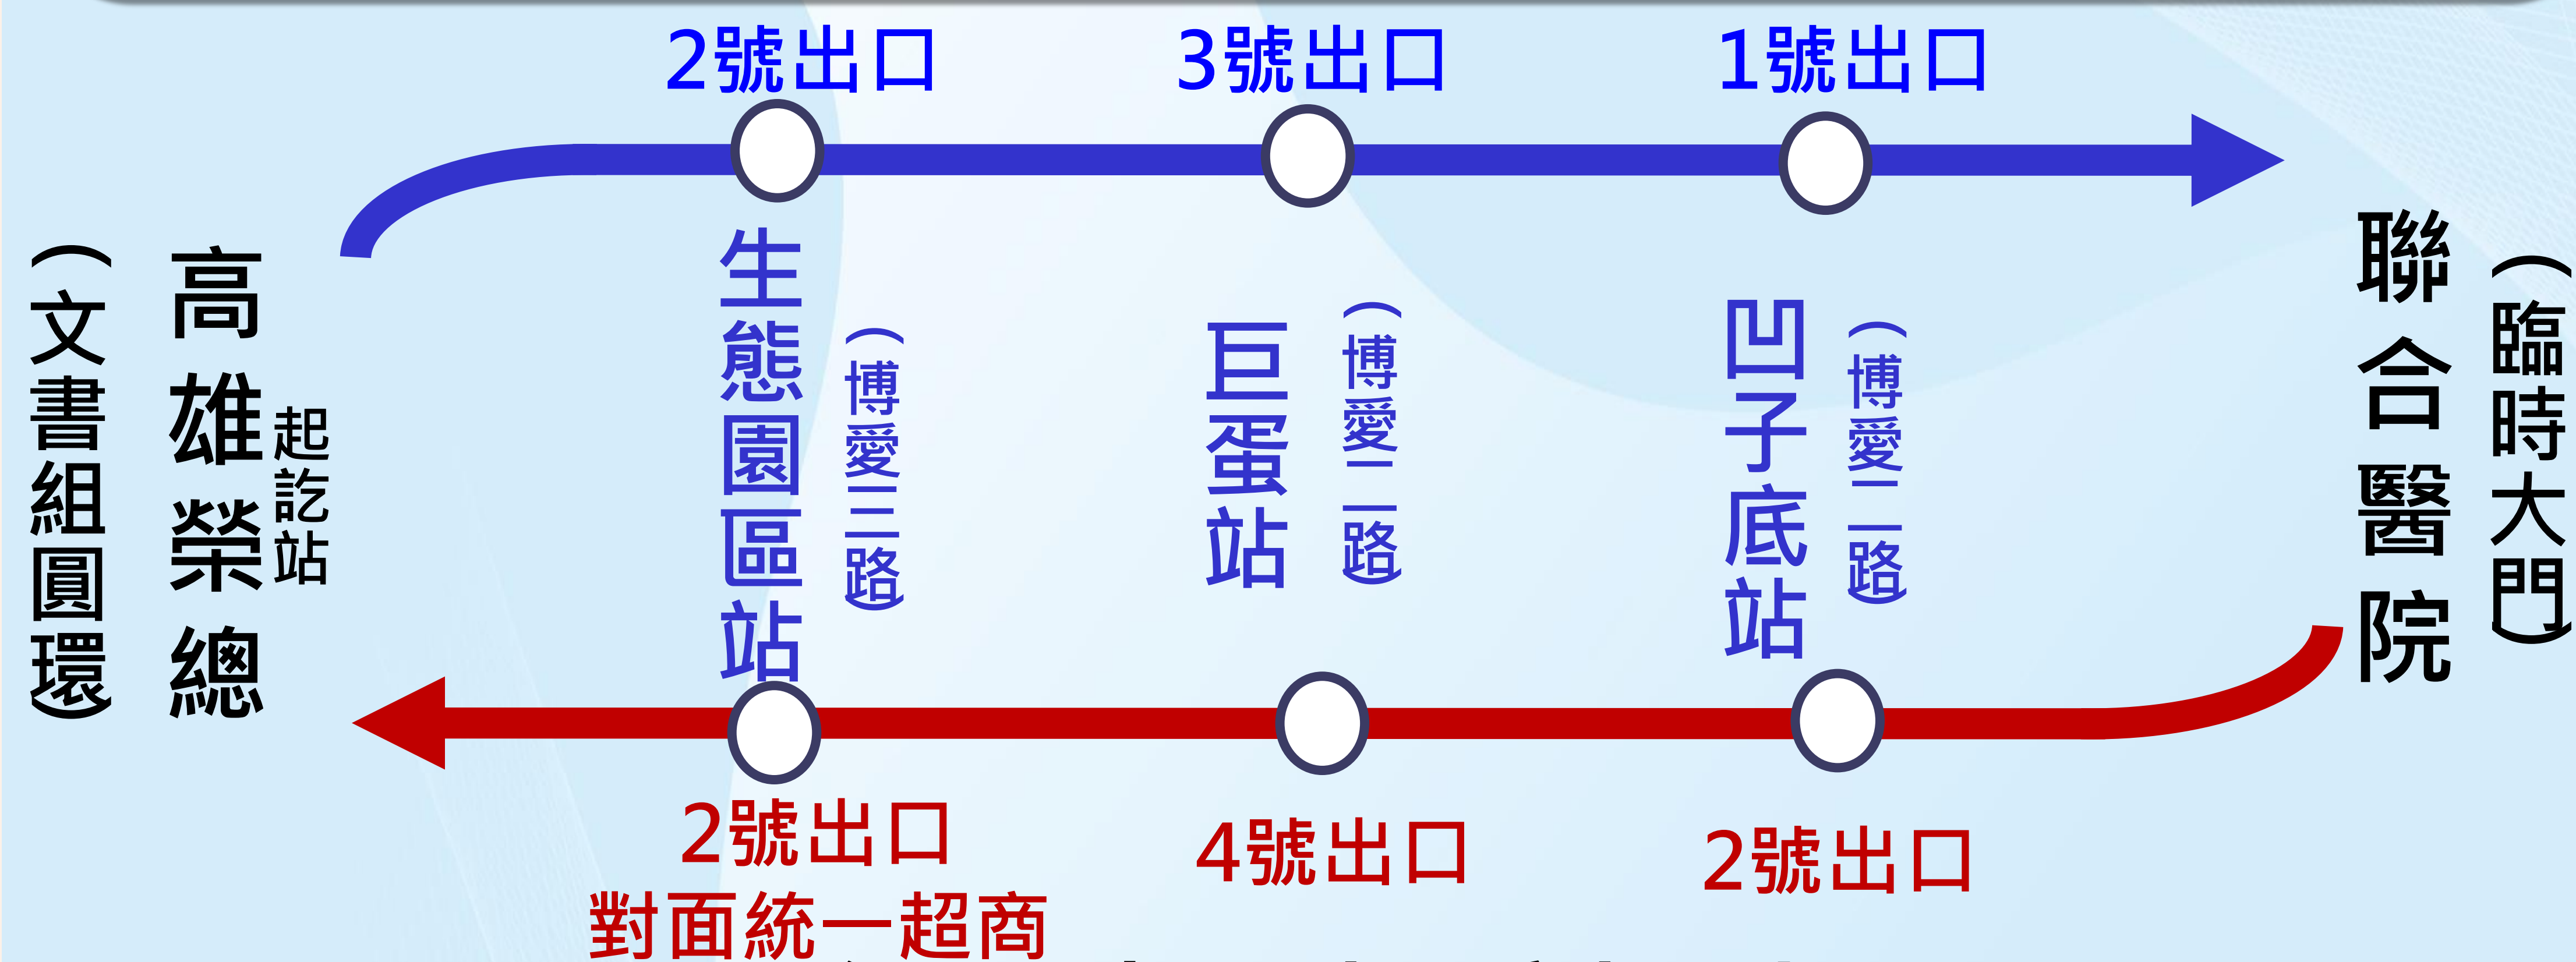 2號出口
3號出口
1號出口
（文書組圓環）
高雄榮總
起訖站
生態園區站
（博愛三路）
巨蛋站
（博愛二路）
凹子底站
（博愛二路）
聯合醫院
（臨時大門）
2號出口
對面統一超商
4號出口
2號出口